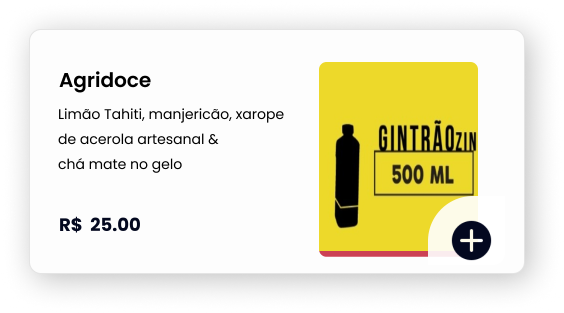 Agridoce
Limão Tahiti, manjericão, xarope
de acerola artesanal &
chá mate no gelo
R$ 25.00
GINTRÃOZIN
500 ML